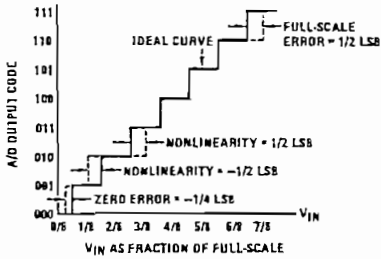 111
110
101
100
011
010
001
000
A/D OUTPUT CODE
IDEAL CURVE
FULL-SCALE
ERROR = 1/2 LSB
NONLINEARITY = 1/2 LSB
NONLINEARITY = -1/2 LSB
ZERO ERROR = -1/4 LSB
0/8 1/8 2/8 3/8 4/8 5/8 6/8 7/8
VIN
VIN AS FRACTION OF FULL-SCALE